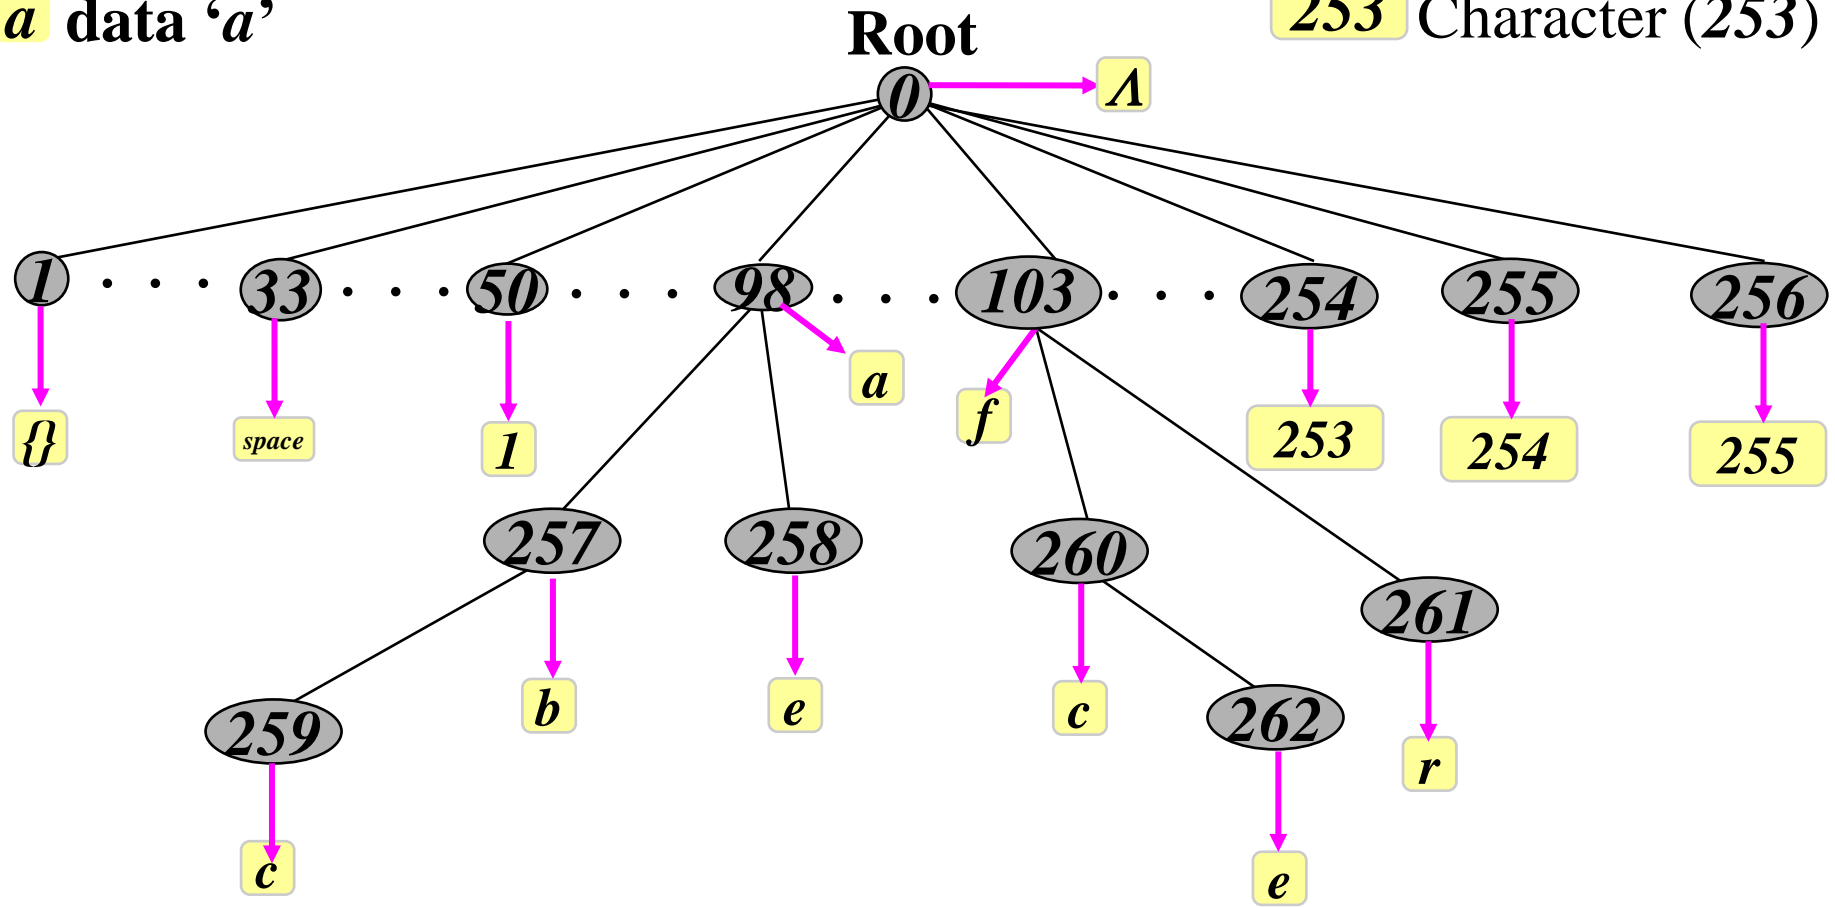 a data ‘a’
253 Character (253)
Root
0 Λ
1 . . . 33 . . . 50 . . . 98 . . . 103 . . . 254 255 256
{} space 1 a f 253 254 255
257 258 260 261
259 b e c 262 r
c e